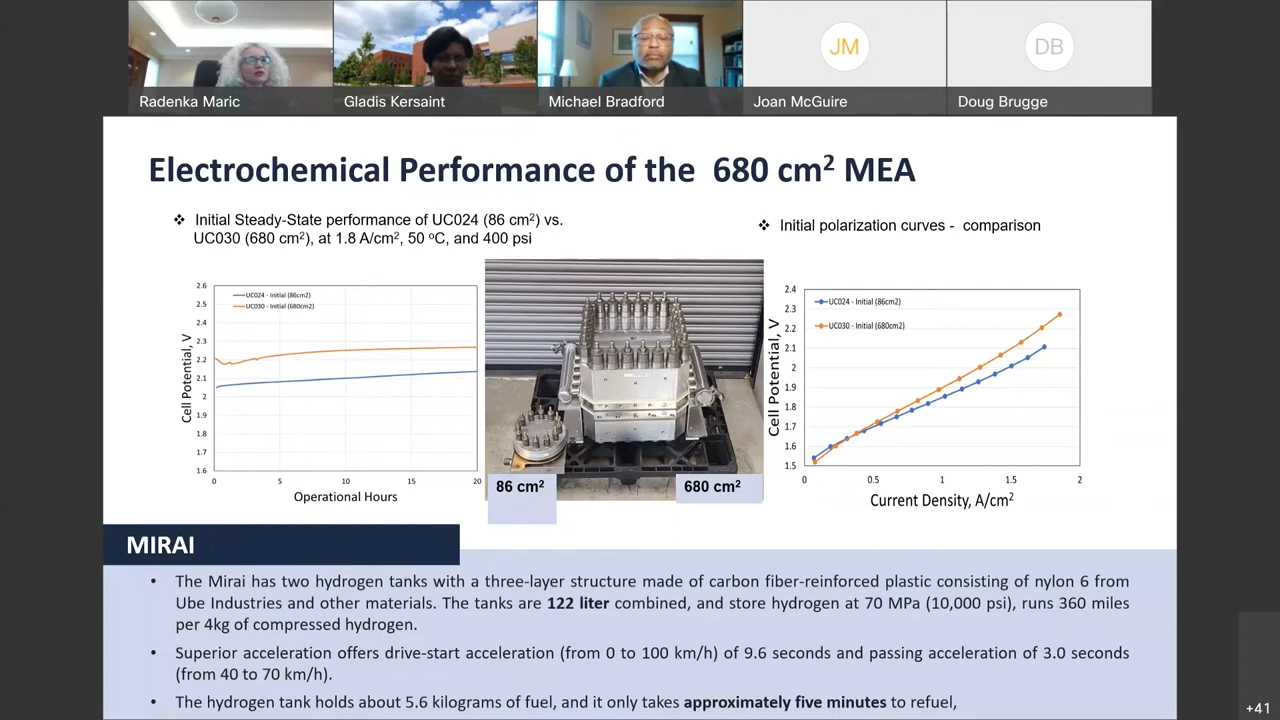 JM
DB
Radenka Maric
Gladis Kersaint
Michael Bradford
Joan McGuire
Doug Brugge
Electrochemical Performance of the 680 cm² MEA
❖ Initial Steady-State performance of UC024 (86 cm²) vs.
UC030 (680 cm²), at 1.8 A/cm², 50 ºC, and 400 psi
❖ Initial polarization curves - comparison
2.6
2.5
2.4
2.3
2.2
2.1
2
1.9
1.8
1.7
1.6
Cell Potential, V
UC024 - Initial (86cm2)
UC030 - Initial (680cm2)
0
5
10
15
20
Operational Hours
86 cm²
680 cm²
2.4
2.3
2.2
2.1
2
1.9
1.8
1.7
1.6
1.5
Cell Potential, V
UC024 - Initial (86cm2)
UC030 - Initial (680cm2)
0
0.5
1
1.5
2
Current Density, A/cm²
MIRAI
• The Mirai has two hydrogen tanks with a three-layer structure made of carbon fiber-reinforced plastic consisting of nylon 6 from
Ube Industries and other materials. The tanks are 122 liter combined, and store hydrogen at 70 MPa (10,000 psi), runs 360 miles
per 4kg of compressed hydrogen.
• Superior acceleration offers drive-start acceleration (from 0 to 100 km/h) of 9.6 seconds and passing acceleration of 3.0 seconds
(from 40 to 70 km/h).
• The hydrogen tank holds about 5.6 kilograms of fuel, and it only takes approximately five minutes to refuel,
+41